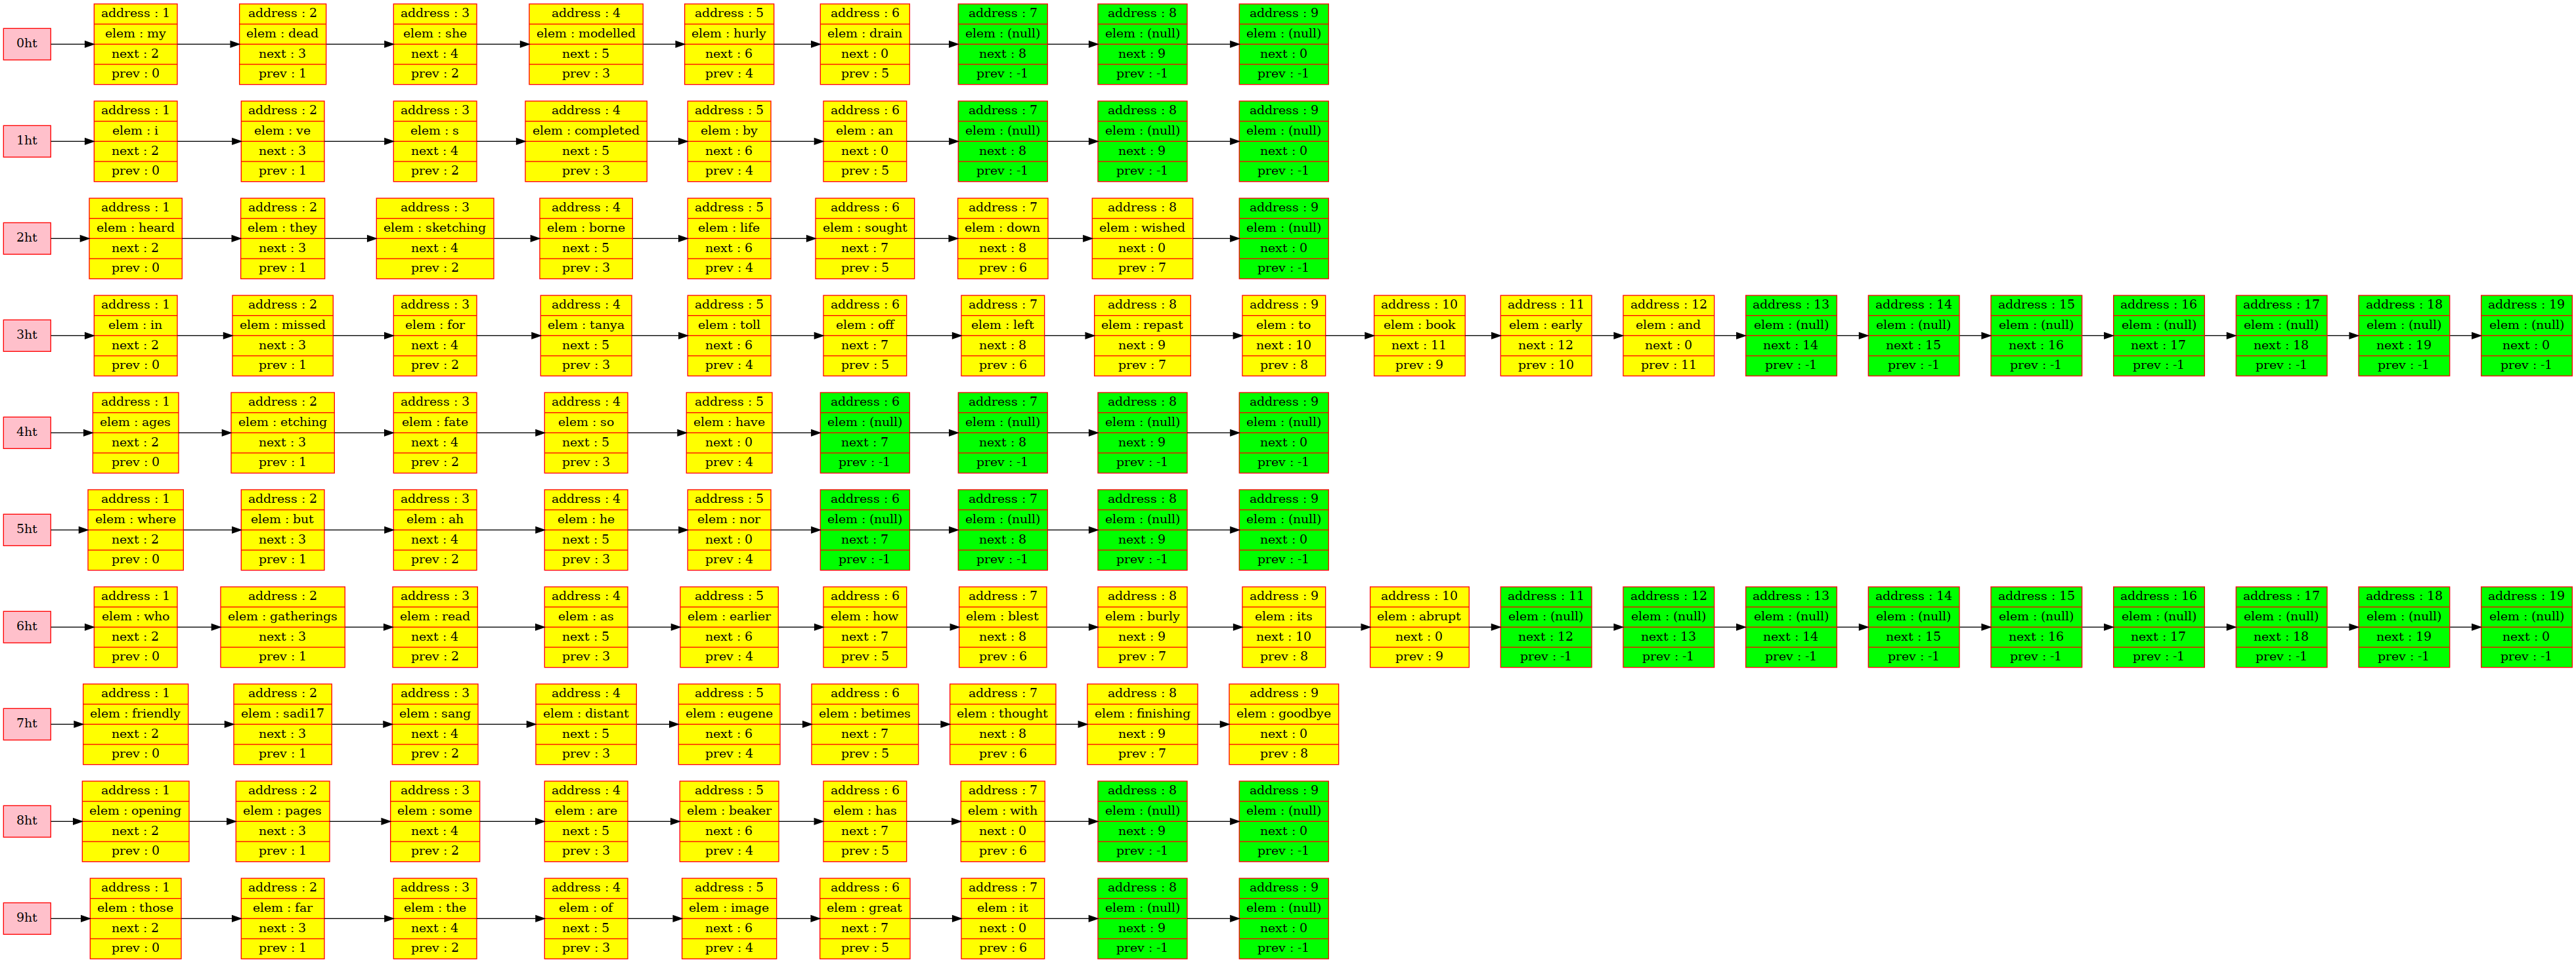 0ht
address : 1 address : 2 address : 3 address : 4 address : 5 address : 6 address : 7 address : 8 address : 9
elem : my elem : dead elem : she elem : modelled elem : hurly elem : drain elem : (null) elem : (null) elem : (null)
next : 2 next : 3 next : 4 next : 5 next : 6 next : 0 next : 8 next : 9 next : 0
prev : 0 prev : 1 prev : 2 prev : 3 prev : 4 prev : 5 prev : -1 prev : -1 prev : -1
1ht
address : 1 address : 2 address : 3 address : 4 address : 5 address : 6 address : 7 address : 8 address : 9
elem : i elem : ve elem : s elem : completed elem : by elem : an elem : (null) elem : (null) elem : (null)
next : 2 next : 3 next : 4 next : 5 next : 6 next : 0 next : 8 next : 9 next : 0
prev : 0 prev : 1 prev : 2 prev : 3 prev : 4 prev : 5 prev : -1 prev : -1 prev : -1
2ht
address : 1 address : 2 address : 3 address : 4 address : 5 address : 6 address : 7 address : 8 address : 9
elem : heard elem : they elem : sketching elem : borne elem : life elem : sought elem : down elem : wished elem : (null)
next : 2 next : 3 next : 4 next : 5 next : 6 next : 7 next : 8 next : 0 next : 0
prev : 0 prev : 1 prev : 2 prev : 3 prev : 4 prev : 5 prev : 6 prev : 7 prev : -1
3ht
address : 1 address : 2 address : 3 address : 4 address : 5 address : 6 address : 7 address : 8 address : 9 address : 10 address : 11 address : 12 address : 13 address : 14 address : 15 address : 16 address : 17 address : 18 address : 19
elem : in elem : missed elem : for elem : tanya elem : toll elem : off elem : left elem : repast elem : to elem : book elem : early elem : and elem : (null) elem : (null) elem : (null) elem : (null) elem : (null) elem : (null) elem : (null)
next : 2 next : 3 next : 4 next : 5 next : 6 next : 7 next : 8 next : 9 next : 10 next : 11 next : 12 next : 0 next : 14 next : 15 next : 16 next : 17 next : 18 next : 19 next : 0
prev : 0 prev : 1 prev : 2 prev : 3 prev : 4 prev : 5 prev : 6 prev : 7 prev : 8 prev : 9 prev : 10 prev : 11 prev : -1 prev : -1 prev : -1 prev : -1 prev : -1 prev : -1 prev : -1
4ht
address : 1 address : 2 address : 3 address : 4 address : 5 address : 6 address : 7 address : 8 address : 9
elem : ages elem : etching elem : fate elem : so elem : have elem : (null) elem : (null) elem : (null) elem : (null)
next : 2 next : 3 next : 4 next : 5 next : 0 next : 7 next : 8 next : 9 next : 0
prev : 0 prev : 1 prev : 2 prev : 3 prev : 4 prev : -1 prev : -1 prev : -1 prev : -1
5ht
address : 1 address : 2 address : 3 address : 4 address : 5 address : 6 address : 7 address : 8 address : 9
elem : where elem : but elem : ah elem : he elem : nor elem : (null) elem : (null) elem : (null) elem : (null)
next : 2 next : 3 next : 4 next : 5 next : 0 next : 7 next : 8 next : 9 next : 0
prev : 0 prev : 1 prev : 2 prev : 3 prev : 4 prev : -1 prev : -1 prev : -1 prev : -1
6ht
address : 1 address : 2 address : 3 address : 4 address : 5 address : 6 address : 7 address : 8 address : 9 address : 10 address : 11 address : 12 address : 13 address : 14 address : 15 address : 16 address : 17 address : 18 address : 19
elem : who elem : gatherings elem : read elem : as elem : earlier elem : how elem : blest elem : burly elem : its elem : abrupt elem : (null) elem : (null) elem : (null) elem : (null) elem : (null) elem : (null) elem : (null) elem : (null) elem : (null)
next : 2 next : 3 next : 4 next : 5 next : 6 next : 7 next : 8 next : 9 next : 10 next : 0 next : 12 next : 13 next : 14 next : 15 next : 16 next : 17 next : 18 next : 19 next : 0
prev : 0 prev : 1 prev : 2 prev : 3 prev : 4 prev : 5 prev : 6 prev : 7 prev : 8 prev : 9 prev : -1 prev : -1 prev : -1 prev : -1 prev : -1 prev : -1 prev : -1 prev : -1 prev : -1
7ht
address : 1 address : 2 address : 3 address : 4 address : 5 address : 6 address : 7 address : 8 address : 9
elem : friendly elem : sadi17 elem : sang elem : distant elem : eugene elem : betimes elem : thought elem : finishing elem : goodbye
next : 2 next : 3 next : 4 next : 5 next : 6 next : 7 next : 8 next : 9 next : 0
prev : 0 prev : 1 prev : 2 prev : 3 prev : 4 prev : 5 prev : 6 prev : 7 prev : 8
8ht
address : 1 address : 2 address : 3 address : 4 address : 5 address : 6 address : 7 address : 8 address : 9
elem : opening elem : pages elem : some elem : are elem : beaker elem : has elem : with elem : (null) elem : (null)
next : 2 next : 3 next : 4 next : 5 next : 6 next : 7 next : 0 next : 9 next : 0
prev : 0 prev : 1 prev : 2 prev : 3 prev : 4 prev : 5 prev : 6 prev : -1 prev : -1
9ht
address : 1 address : 2 address : 3 address : 4 address : 5 address : 6 address : 7 address : 8 address : 9
elem : those elem : far elem : the elem : of elem : image elem : great elem : it elem : (null) elem : (null)
next : 2 next : 3 next : 4 next : 5 next : 6 next : 7 next : 0 next : 9 next : 0
prev : 0 prev : 1 prev : 2 prev : 3 prev : 4 prev : 5 prev : 6 prev : -1 prev : -1